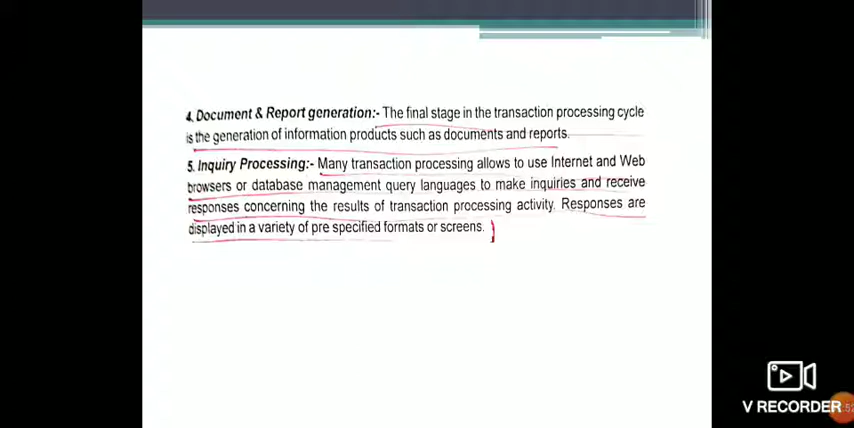 4. Document & Report generation:- The final stage in the transaction processing cycle
is the generation of information products such as documents and reports.
5. Inquiry Processing:- Many transaction processing allows to use Internet and Web
browsers or database management query languages to make inquiries and receive
responses concerning the results of transaction processing activity. Responses are
displayed in a variety of pre specified formats or screens.
V RECORDER